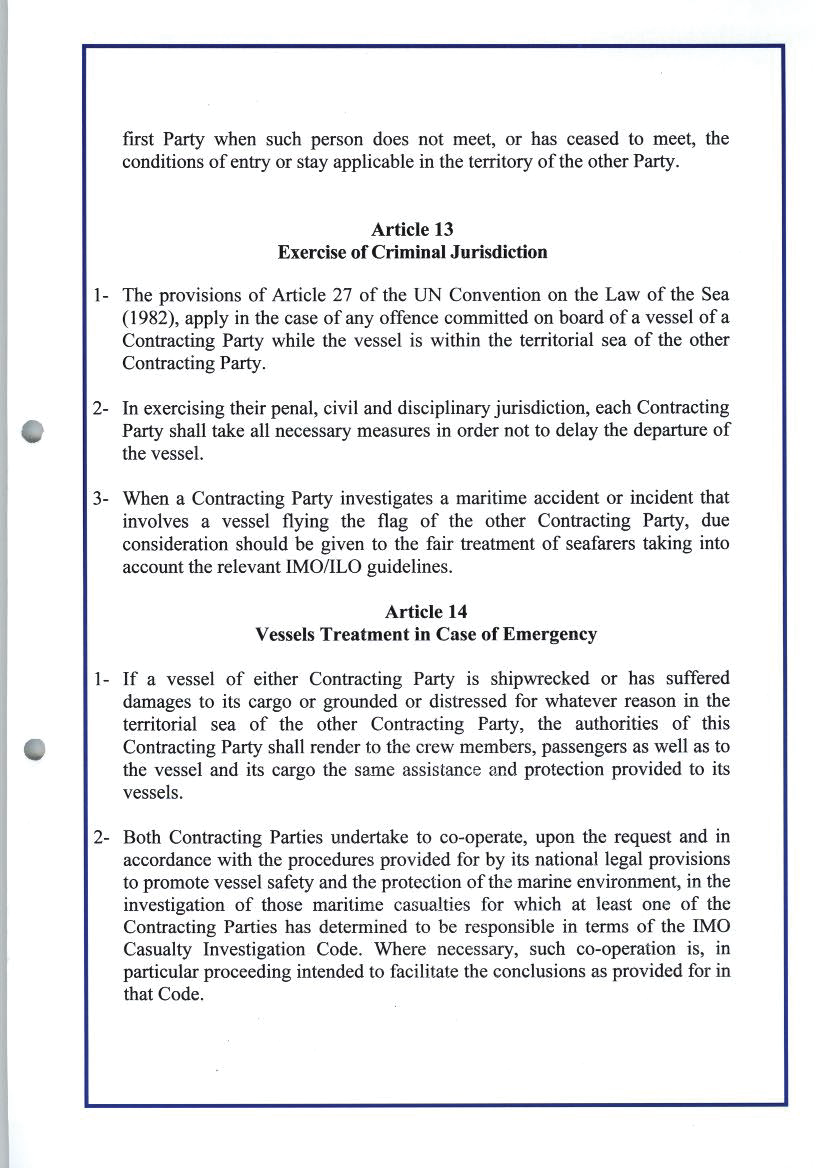 first Party when such person does not meet, or has ceased to meet, the
conditions of entry or stay applicable in the territory of the other Party.
Article 13
Exercise of Criminal Jurisdiction
1- The provisions of Article 27 of the UN Convention on the Law of the Sea
(1982), apply in the case of any offence committed on board of a vessel of a
Contracting Party while the vessel is within the territorial sea of the other
Contracting Party.
2- In exercising their penal, civil and disciplinary jurisdiction, each Contracting
Party shall take all necessary measures in order not to delay the departure of
the vessel.
3- When a Contracting Party investigates a maritime accident or incident that
involves a vessel flying the flag of the other Contracting Party, due
consideration should be given to the fair treatment of seafarers taking into
account the relevant IMO/ILO guidelines.
Article 14
Vessels Treatment in Case of Emergency
1- If a vessel of either Contracting Party is shipwrecked or has suffered
damages to its cargo or grounded or distressed for whatever reason in the
territorial sea of the other Contracting Party, the authorities of this
Contracting Party shall render to the crew members, passengers as well as to
the vessel and its cargo the same assistance and protection provided to its
vessels.
2- Both Contracting Parties undertake to co-operate, upon the request and in
accordance with the procedures provided for by its national legal provisions
to promote vessel safety and the protection of the marine environment, in the
investigation of those maritime casualties for which at least one of the
Contracting Parties has determined to be responsible in terms of the IMO
Casualty Investigation Code. Where necessary, such co-operation is, in
particular proceeding intended to facilitate the conclusions as provided for in
that Code.